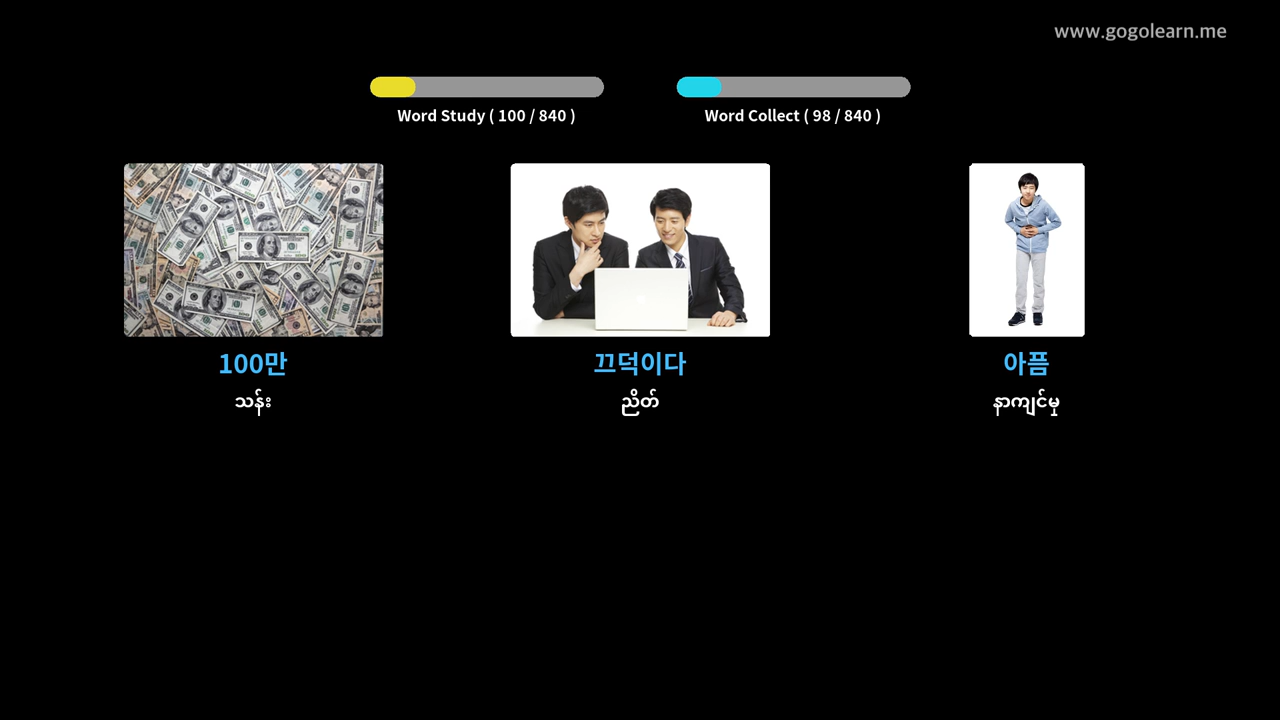 www.gogolearn.me
Word Study ( 100 / 840 )
Word Collect ( 98 / 840 )
100만
끄덕이다
아픔
သန်း
ညိတ်
နာကျင်မှု